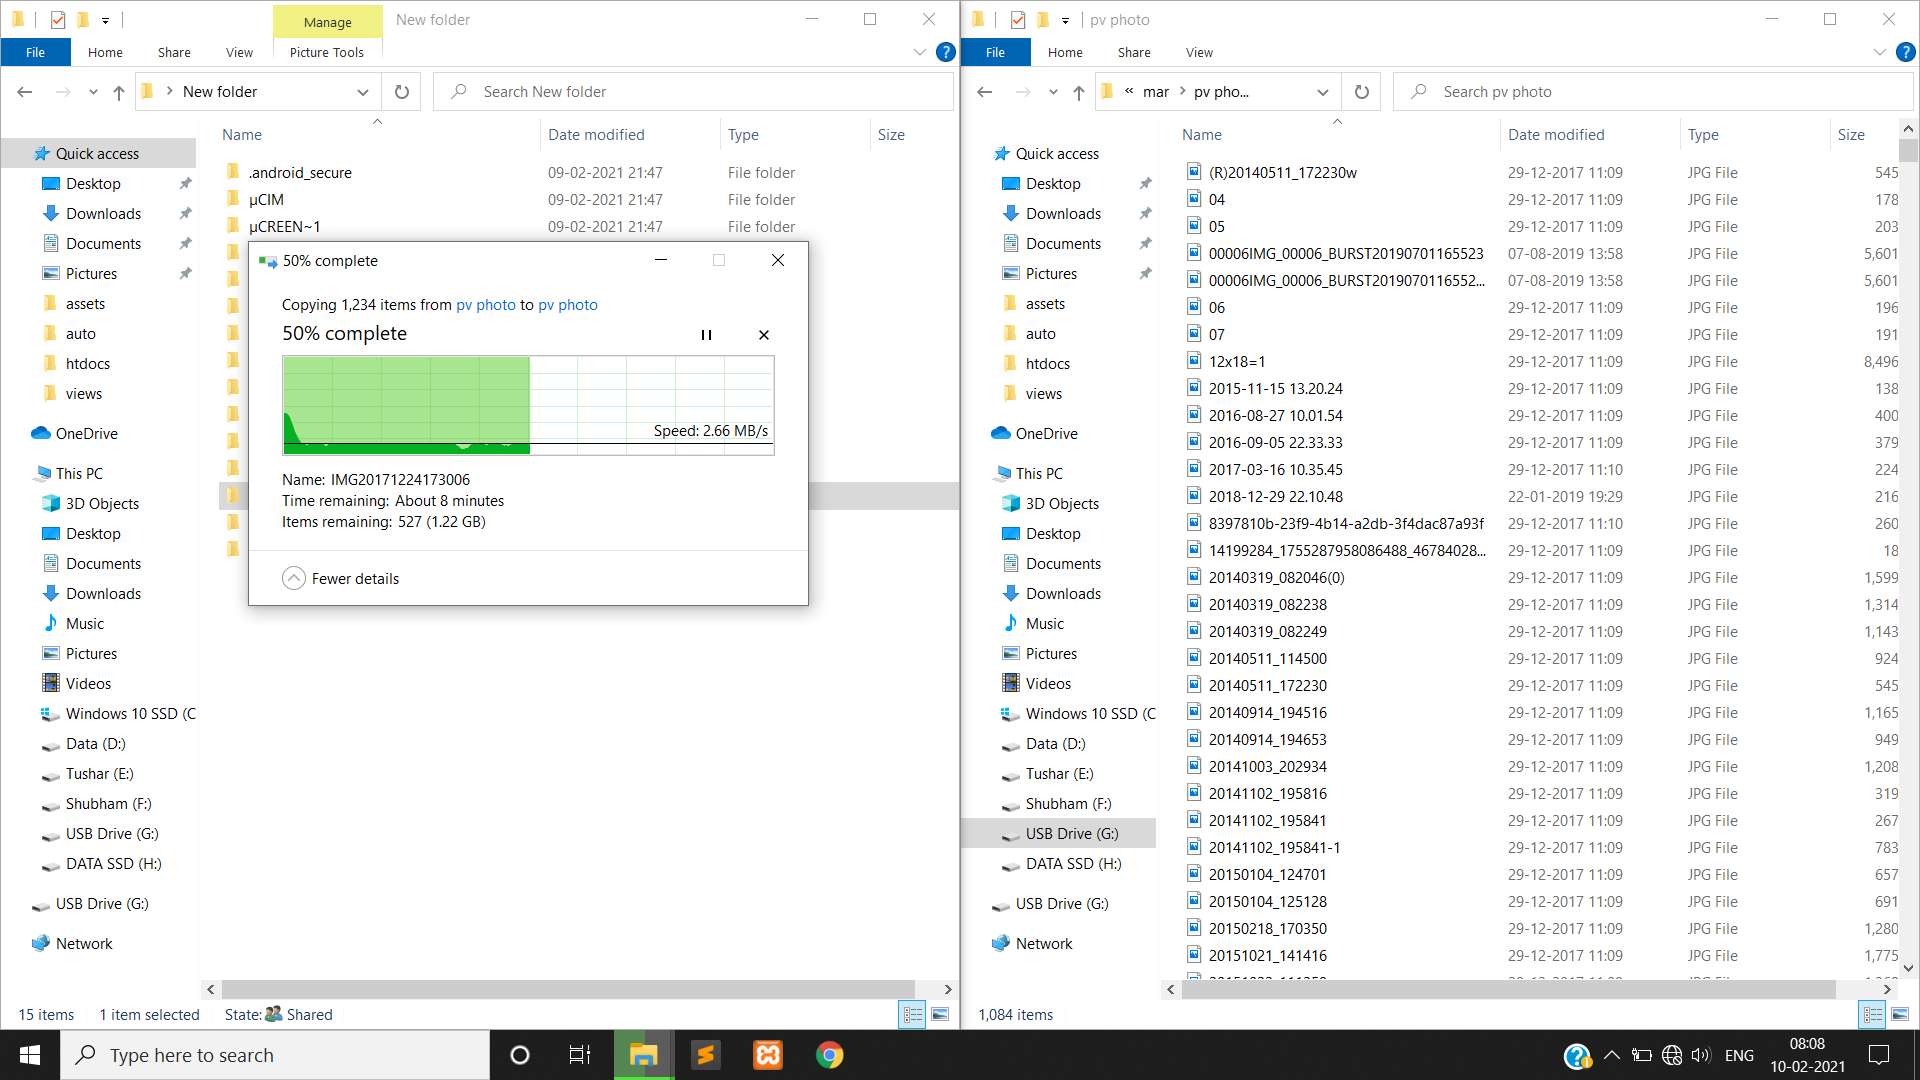 Manage
New folder
File
Home
Share
View
Picture Tools
?
New folder
Search New folder
Name
Date modified
Type
Size
Quick access
Desktop
Downloads
Documents
Pictures
assets
auto
htdocs
views
OneDrive
This PC
3D Objects
Desktop
Documents
Downloads
Music
Pictures
Videos
Windows 10 SSD (C
Data (D:)
Tushar (E:)
Shubham (F:)
USB Drive (G:)
DATA SSD (H:)
USB Drive (G:)
Network
.android_secure 09-02-2021 21:47 File folder
µCIM 09-02-2021 21:47 File folder
µCREEN~1 09-02-2021 21:47 File folder
50% complete
Copying 1,234 items from pv photo to pv photo
50% complete
Speed: 2.66 MB/s
Name: IMG20171224173006
Time remaining: About 8 minutes
Items remaining: 527 (1.22 GB)
Fewer details
15 items 1 item selected State: Shared
pv photo
File
Home
Share
View
?
« mar > pv pho...
Search pv photo
Name
Date modified
Type
Size
Quick access
Desktop
Downloads
Documents
Pictures
assets
auto
htdocs
views
OneDrive
This PC
3D Objects
Desktop
Documents
Downloads
Music
Pictures
Videos
Windows 10 SSD (C
Data (D:)
Tushar (E:)
Shubham (F:)
USB Drive (G:)
DATA SSD (H:)
USB Drive (G:)
Network
(R)20140511_172230w 29-12-2017 11:09 JPG File 545
04 29-12-2017 11:09 JPG File 178
05 29-12-2017 11:09 JPG File 203
00006IMG_00006_BURST20190701165523 07-08-2019 13:58 JPG File 5,601
00006IMG_00006_BURST2019070116552... 07-08-2019 13:58 JPG File 5,601
06 29-12-2017 11:09 JPG File 196
07 29-12-2017 11:09 JPG File 191
12x18=1 29-12-2017 11:10 JPG File 8,496
2015-11-15 13.20.24 29-12-2017 11:09 JPG File 138
2016-08-27 10.01.54 29-12-2017 11:09 JPG File 400
2016-09-05 22.33.33 29-12-2017 11:09 JPG File 379
2017-03-16 10.35.45 29-12-2017 11:09 JPG File 224
2018-12-29 22.10.48 22-01-2019 19:29 JPG File 216
8397810b-23f9-4b14-a2db-3f4dac87a93f 29-12-2017 11:10 JPG File 260
14199284_1755287958086488_46784028... 29-12-2017 11:09 JPG File 18
20140319_082046(0) 29-12-2017 11:09 JPG File 1,599
20140319_082238 29-12-2017 11:09 JPG File 1,314
20140319_082249 29-12-2017 11:09 JPG File 1,143
20140511_114500 29-12-2017 11:09 JPG File 924
20140511_172230 29-12-2017 11:09 JPG File 545
20140914_194516 29-12-2017 11:09 JPG File 1,165
20140914_194653 29-12-2017 11:09 JPG File 949
20141003_202934 29-12-2017 11:09 JPG File 1,208
20141102_195816 29-12-2017 11:09 JPG File 319
20141102_195841 29-12-2017 11:09 JPG File 267
20141102_195841-1 29-12-2017 11:09 JPG File 783
20150104_124701 29-12-2017 11:09 JPG File 657
20150104_125128 29-12-2017 11:09 JPG File 691
20150218_170350 29-12-2017 11:09 JPG File 1,280
20151021_141416 29-12-2017 11:09 JPG File 1,775
1,084 items
Type here to search
ENG
08:08
10-02-2021